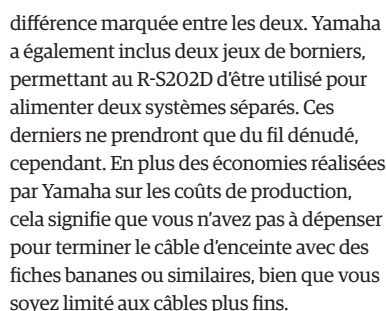 différence marquée entre les deux. Yamaha
a également inclus deux jeux de borniers,
permettant au R-S202D d’être utilisé pour
alimenter deux systèmes séparés. Ces
derniers ne prendront que du fil dénudé,
cependant. En plus des économies réalisées
par Yamaha sur les coûts de production,
cela signifie que vous n’avez pas à dépenser
pour terminer le câble d’enceinte avec des
fiches bananes ou similaires, bien que vous
soyez limité aux câbles plus fins.